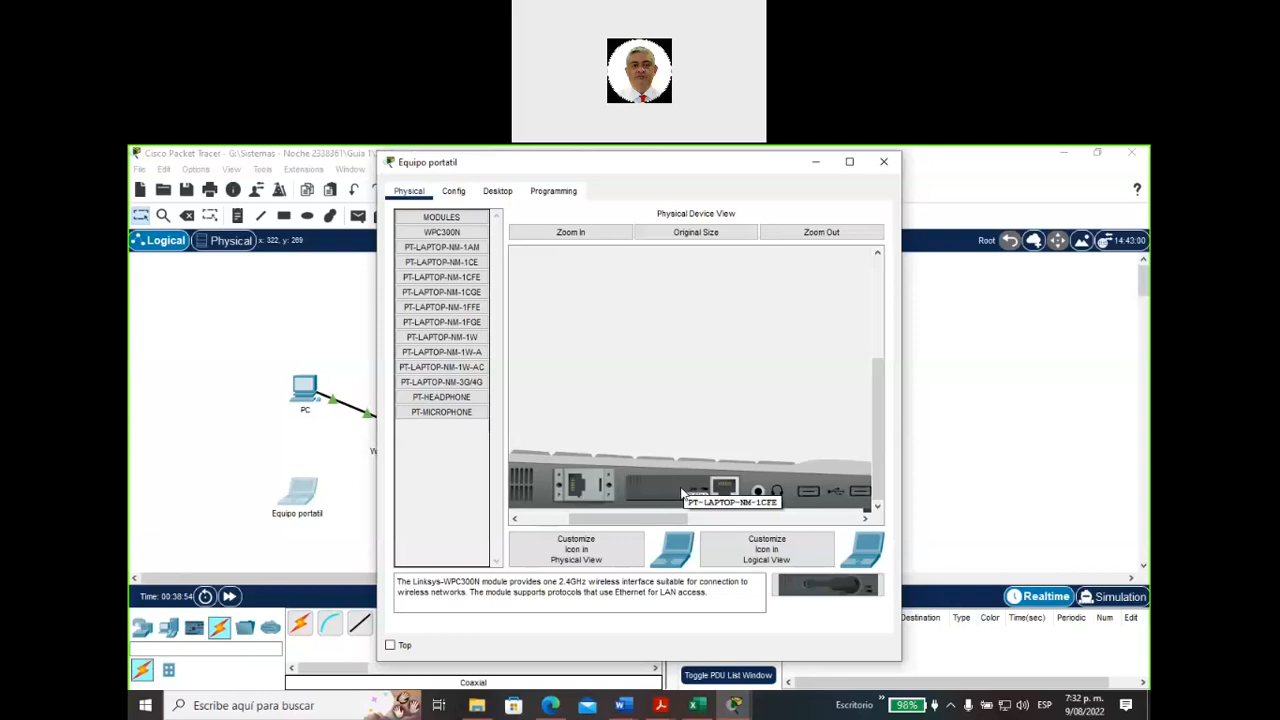 Cisco Packet Tracer - G:\Sistemas - Noche 2338361\Guia 1\
File Edit Options View Tools Extensions Window
?
Logical Physical x: 322, y: 269
Root 14:43:00
PC
W
Equipo portatil
Equipo portatil
Physical Config Desktop Programming
MODULES
WPC300N
PT-LAPTOP-NM-1AM
PT-LAPTOP-NM-1CE
PT-LAPTOP-NM-1CFE
PT-LAPTOP-NM-1CGE
PT-LAPTOP-NM-1FFE
PT-LAPTOP-NM-1FGE
PT-LAPTOP-NM-1W
PT-LAPTOP-NM-1W-A
PT-LAPTOP-NM-1W-AC
PT-LAPTOP-NM-3G/4G
PT-HEADPHONE
PT-MICROPHONE
Physical Device View
Zoom In Original Size Zoom Out
PT-LAPTOP-NM-1CFE
Customize
Icon in
Physical View
Customize
Icon in
Logical View
The Linksys-WPC300N module provides one 2.4GHz wireless interface suitable for connection to
wireless networks. The module supports protocols that use Ethernet for LAN access.
Top
Time: 00:38:54
Realtime Simulation
Destination Type Color Time(sec) Periodic Num Edit
Toggle PDU List Window
Coaxial
Escribe aquí para buscar
Escritorio
98%
ESP
7:32 p. m.
9/08/2022